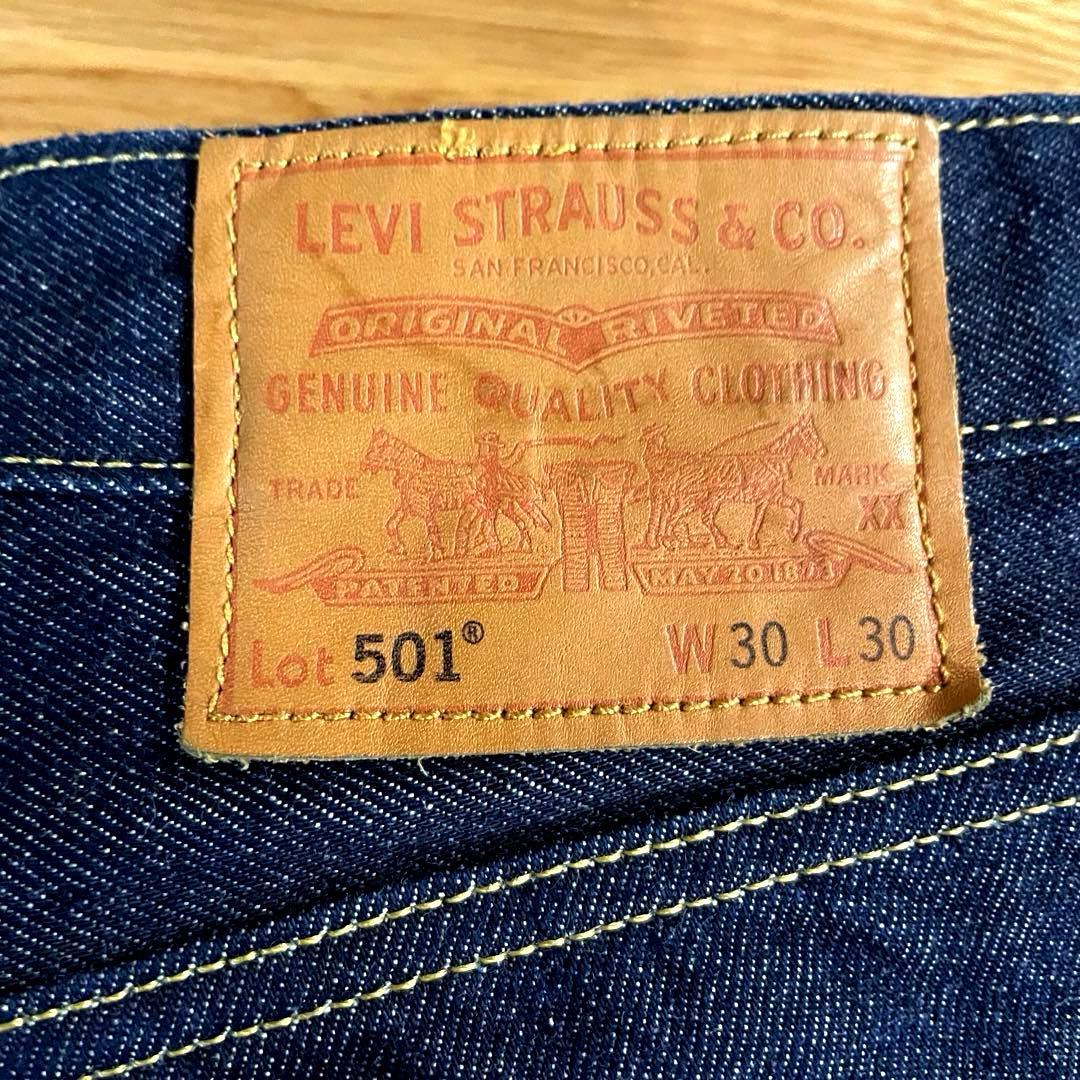 LEVI STRAUSS & CO.
SAN FRANCISCO, CAL.
ORIGINAL RIVETED
GENUINE QUALITY CLOTHING
TRADE MARK
XX
PATENTED MAY 20 1873
Lot 501® W 30 L 30